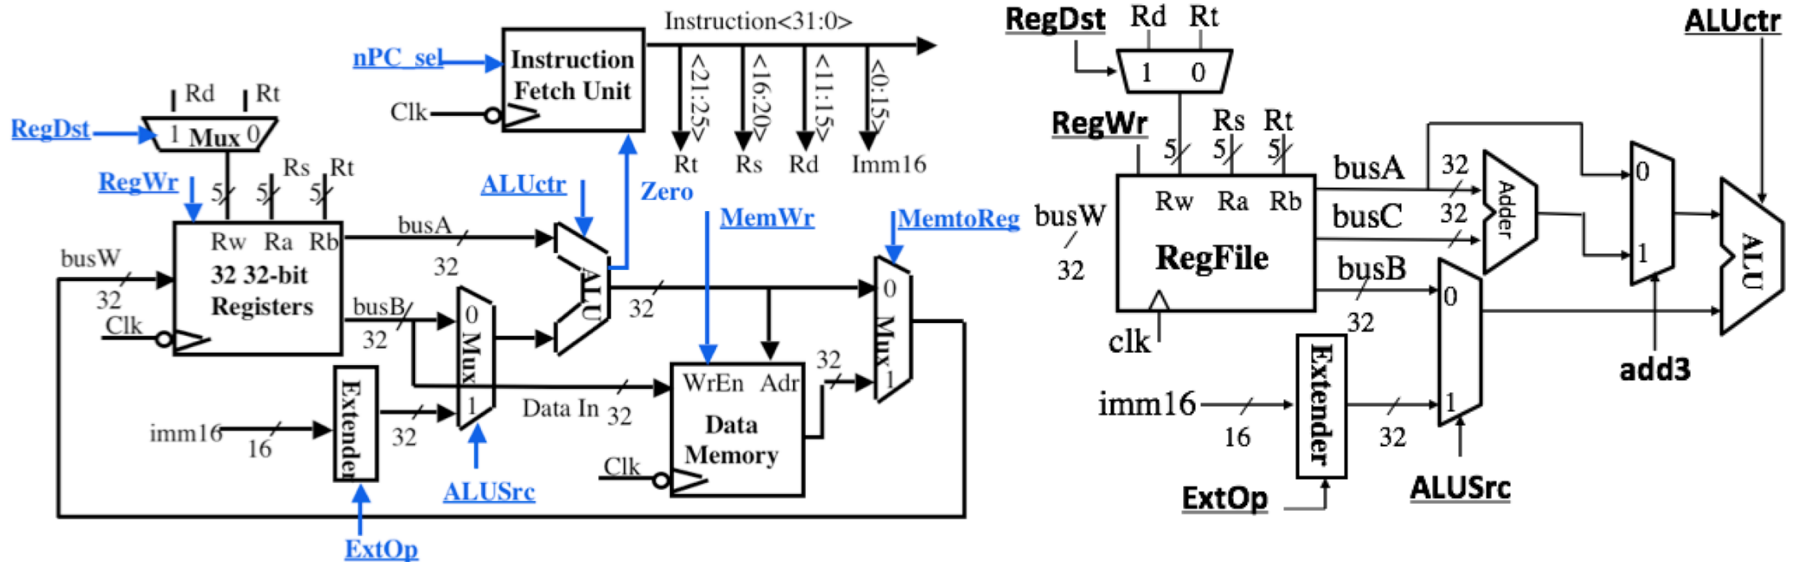 Instruction<31:0>
nPC_sel
Instruction
Fetch Unit
Clk
<21:25>
<16:20>
<11:15>
<0:15>
Rt
Rs
Rd
Imm16
Rd
Rt
RegDst
1 Mux 0
RegWr
5
5
Rs
5
Rt
ALUctr
Zero
MemWr
MemtoReg
busW
32
Rw Ra Rb
32 32-bit
Registers
Clk
busA
32
busB
32
0
Mux
1
ALU
32
0
Mux
1
imm16
16
Extender
32
Data In
32
WrEn Adr
Data
Memory
32
Clk
ALUSrc
ExtOp
RegDst
Rd
Rt
1 0
ALUctr
RegWr
5
Rs
5
Rt
5
busW
32
Rw Ra Rb
RegFile
clk
busA
32
busC
32
busB
32
Adder
0
1
ALU
0
1
add3
imm16
16
Extender
32
ExtOp
ALUSrc